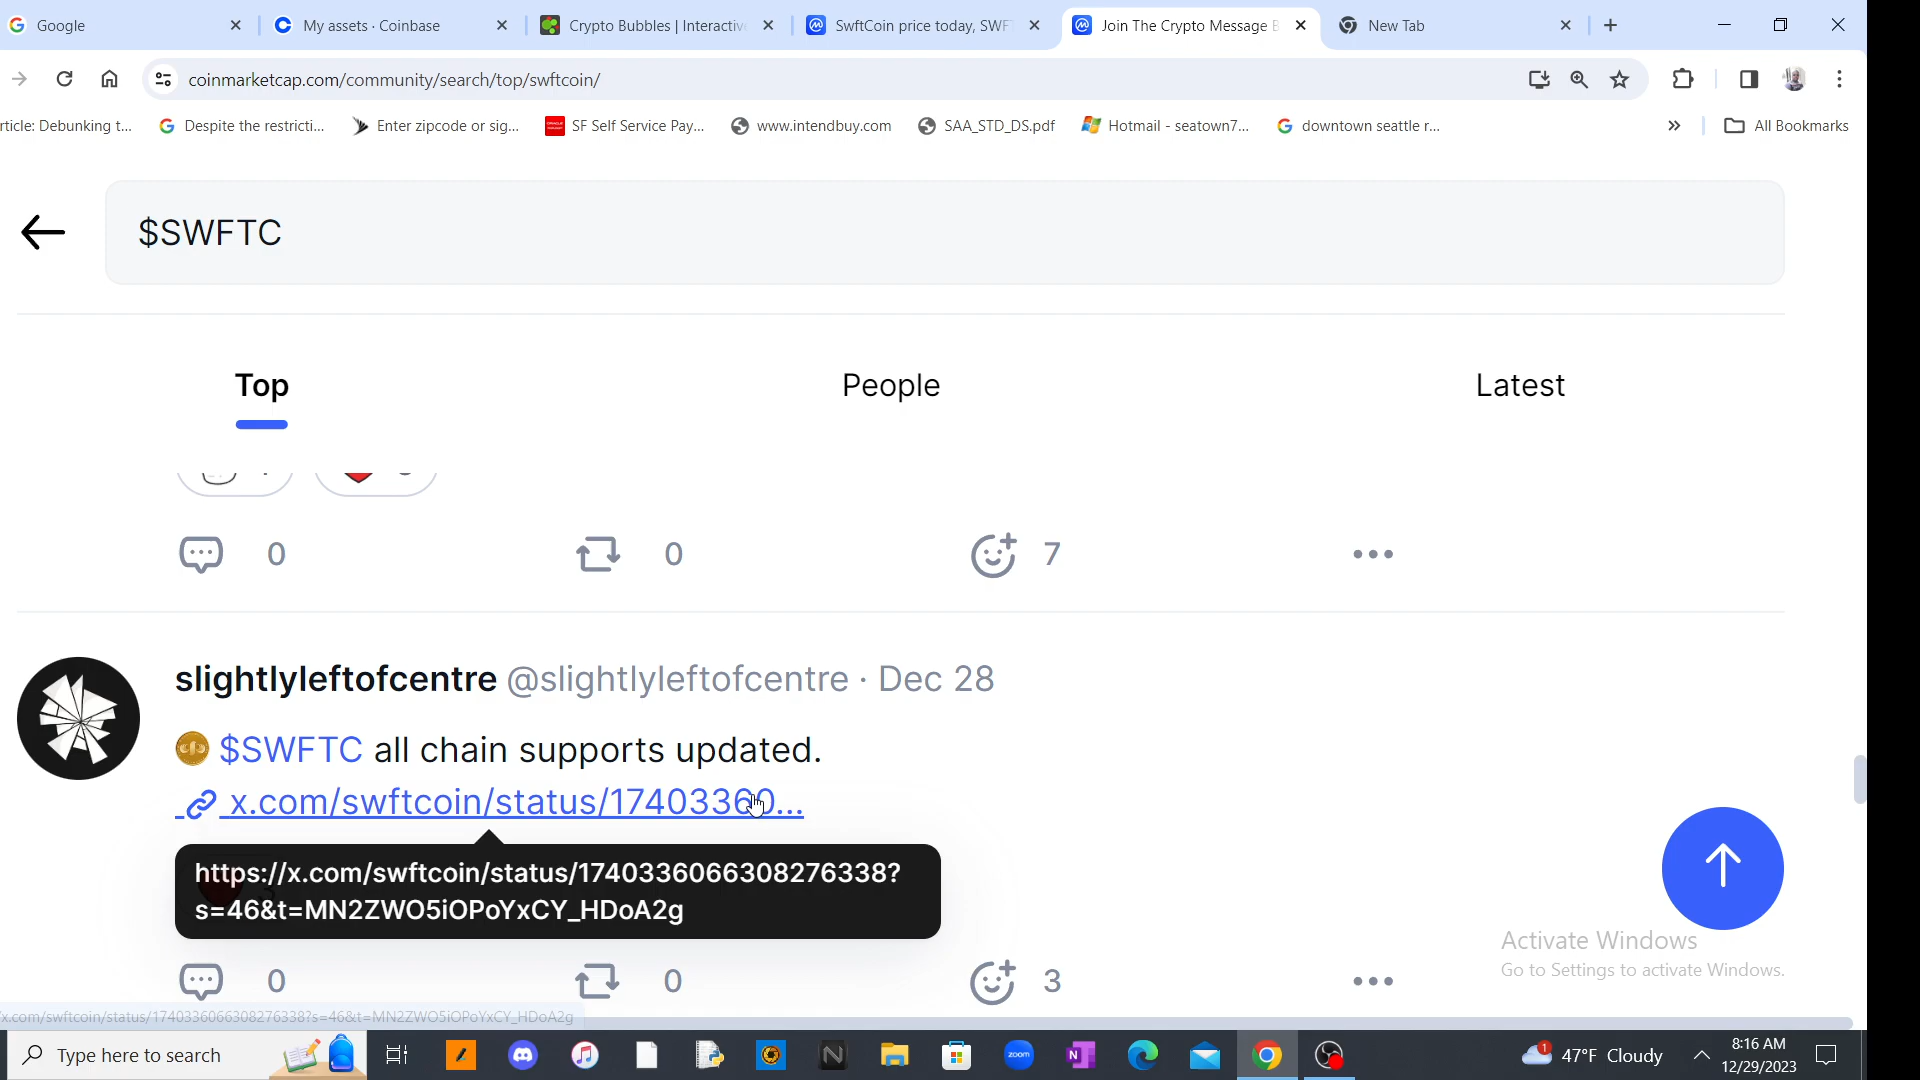 Google
My assets · Coinbase
Crypto Bubbles | Interactiv
SwftCoin price today, SWF
Join The Crypto Message B
New Tab
coinmarketcap.com/community/search/top/swftcoin/
rticle: Debunking t...
Despite the restricti...
Enter zipcode or sig...
SF Self Service Pay...
www.intendbuy.com
SAA_STD_DS.pdf
Hotmail - seatown7...
downtown seattle r...
All Bookmarks
$SWFTC
Top
People
Latest
0
0
7
slightlyleftofcentre @slightlyleftofcentre · Dec 28
$SWFTC all chain supports updated.
x.com/swftcoin/status/17403360...
https://x.com/swftcoin/status/1740336066308276338?
s=46&t=MN2ZWO5iOPoYxCY_HDoA2g
Activate Windows
Go to Settings to activate Windows.
0
0
3
x.com/swftcoin/status/1740336066308276338?s=46&t=MN2ZWO5iOPoYxCY_HDoA2g
Type here to search
zoom
N
1
47°F Cloudy
8:16 AM
12/29/2023